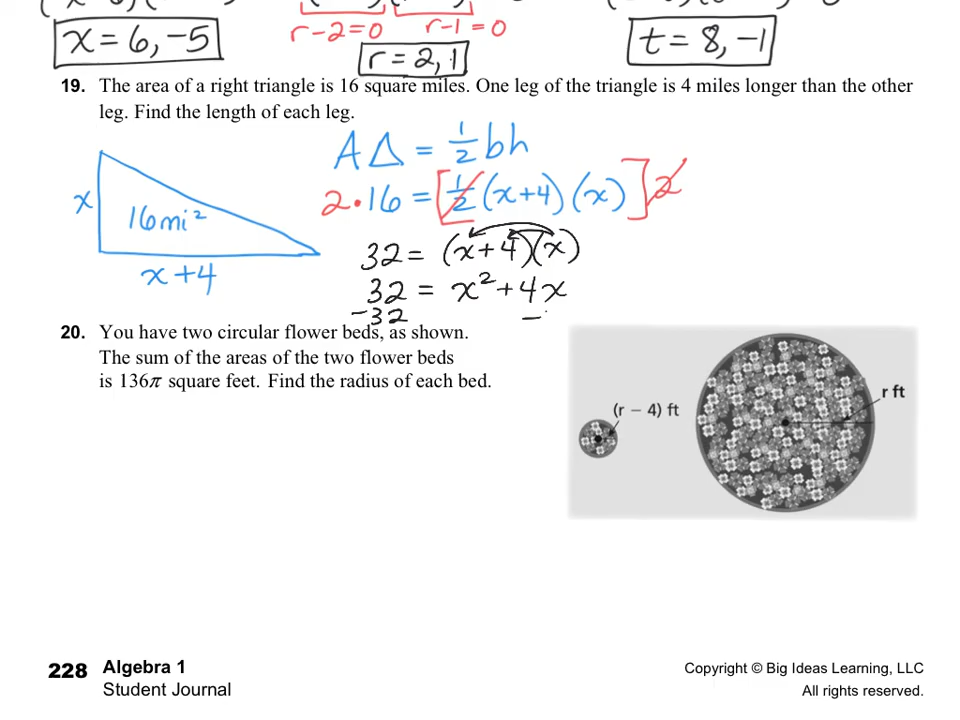 r-2=0 r-1=0
x=6,-5
r=2,1
t=8,-1
19. The area of a right triangle is 16 square miles. One leg of the triangle is 4 miles longer than the other
leg. Find the length of each leg.
A△ = 1/2 bh
x
16mi²
x+4
2•16 = [1/2 (x+4) (x)] 2
32 = (x+4)(x)
32 = x²+4x
-32 -
20. You have two circular flower beds, as shown.
The sum of the areas of the two flower beds
is 136π square feet. Find the radius of each bed.
(r – 4) ft
r ft
228 Algebra 1
Student Journal
Copyright © Big Ideas Learning, LLC
All rights reserved.